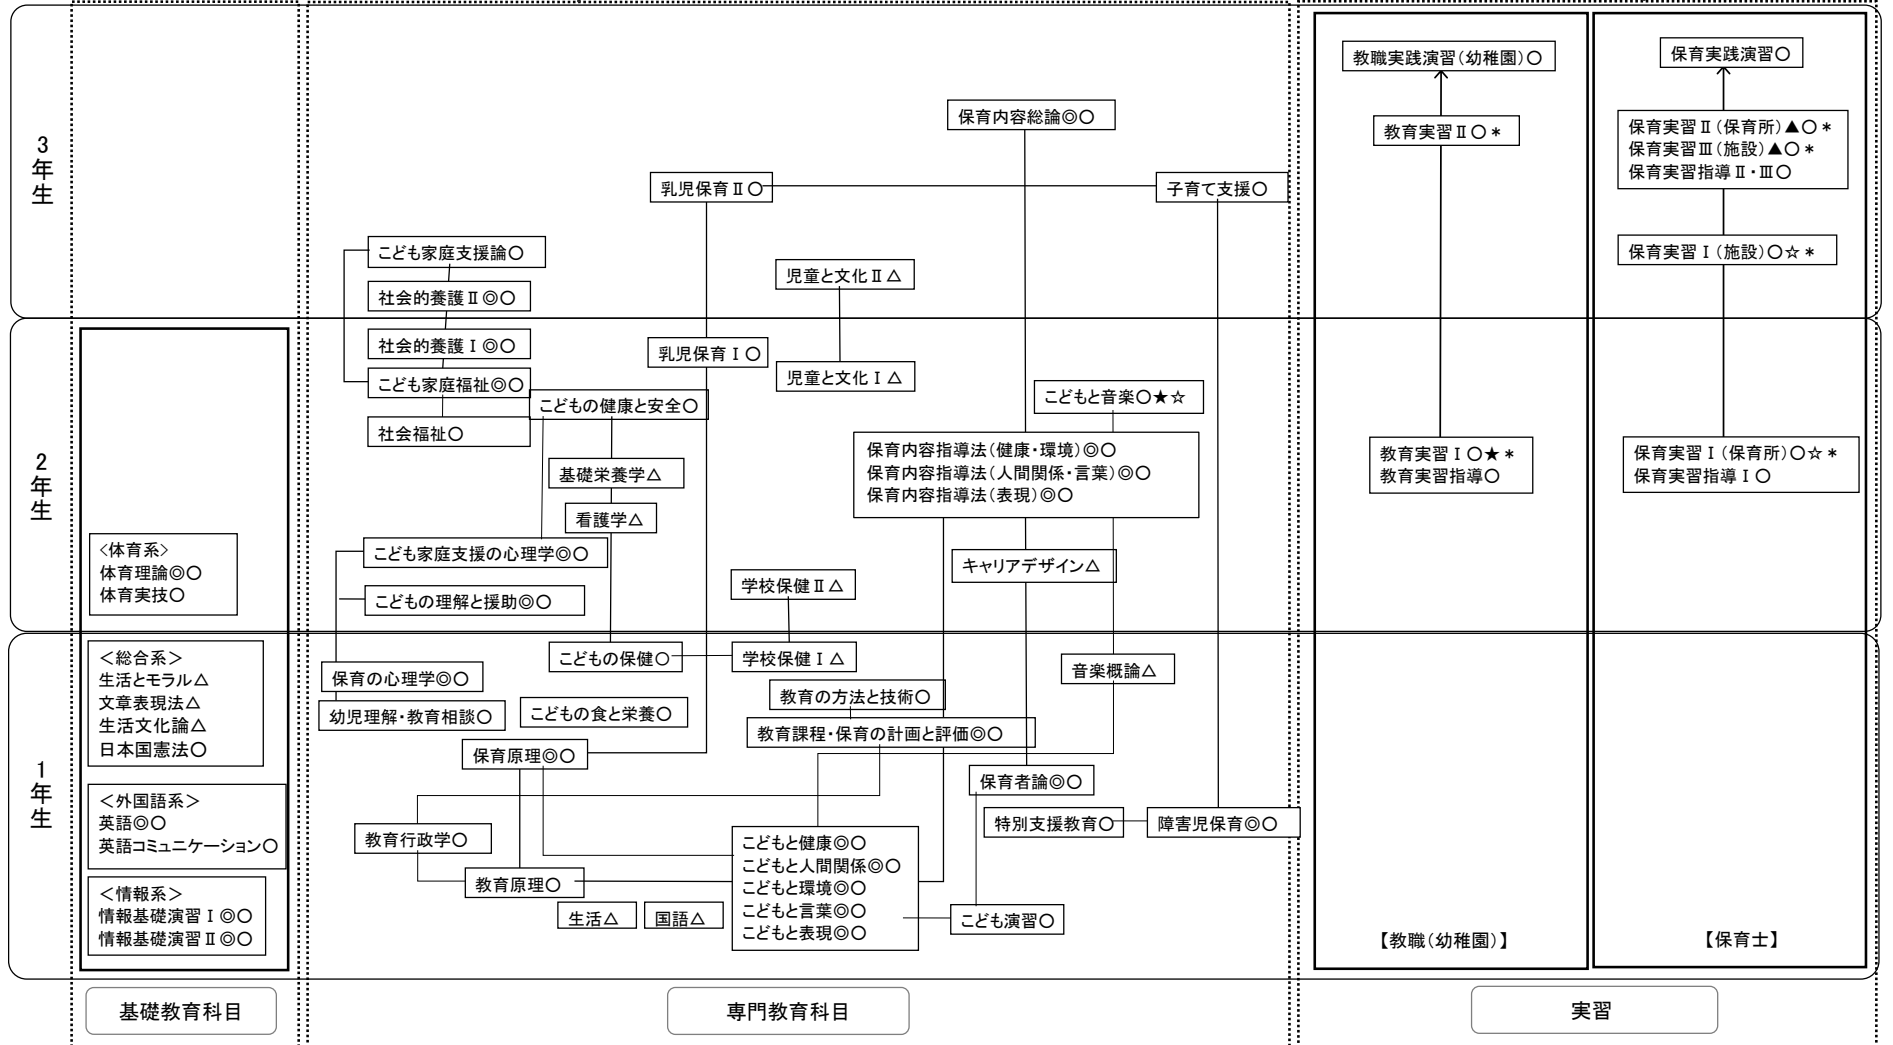 3年生
教職実践演習(幼稚園)○
保育実践演習○
保育内容総論◎○
教育実習Ⅱ○*
保育実習Ⅱ(保育所)▲○*
保育実習Ⅲ(施設)▲○*
保育実習指導Ⅱ・Ⅲ○
乳児保育Ⅱ○
子育て支援○
こども家庭支援論○
児童と文化Ⅱ△
保育実習Ⅰ(施設)○☆*
社会的養護Ⅱ◎○
2年生
社会的養護Ⅰ◎○
乳児保育Ⅰ○
こども家庭福祉◎○
児童と文化Ⅰ△
こどもの健康と安全○
こどもと音楽○★☆
社会福祉○
保育内容指導法(健康・環境)◎○
保育内容指導法(人間関係・言葉)◎○
保育内容指導法(表現)◎○
教育実習Ⅰ○★*
教育実習指導○
保育実習Ⅰ(保育所)○☆*
保育実習指導Ⅰ○
基礎栄養学△
看護学△
<体育系>
体育理論◎○
体育実技○
こども家庭支援の心理学◎○
キャリアデザイン△
こどもの理解と援助◎○
学校保健Ⅱ△
1年生
<総合系>
生活とモラル△
文章表現法△
生活文化論△
日本国憲法○
こどもの保健○
学校保健Ⅰ△
音楽概論△
保育の心理学◎○
教育の方法と技術○
幼児理解・教育相談○
こどもの食と栄養○
教育課程・保育の計画と評価◎○
保育原理◎○
保育者論◎○
<外国語系>
英語◎○
英語コミュニケーション○
特別支援教育○
障害児保育◎○
教育行政学○
こどもと健康◎○
こどもと人間関係◎○
こどもと環境◎○
こどもと言葉◎○
こどもと表現◎○
教育原理○
<情報系>
情報基礎演習Ⅰ◎○
情報基礎演習Ⅱ◎○
生活△
国語△
こども演習○
【教職(幼稚園)】
【保育士】
基礎教育科目
専門教育科目
実習